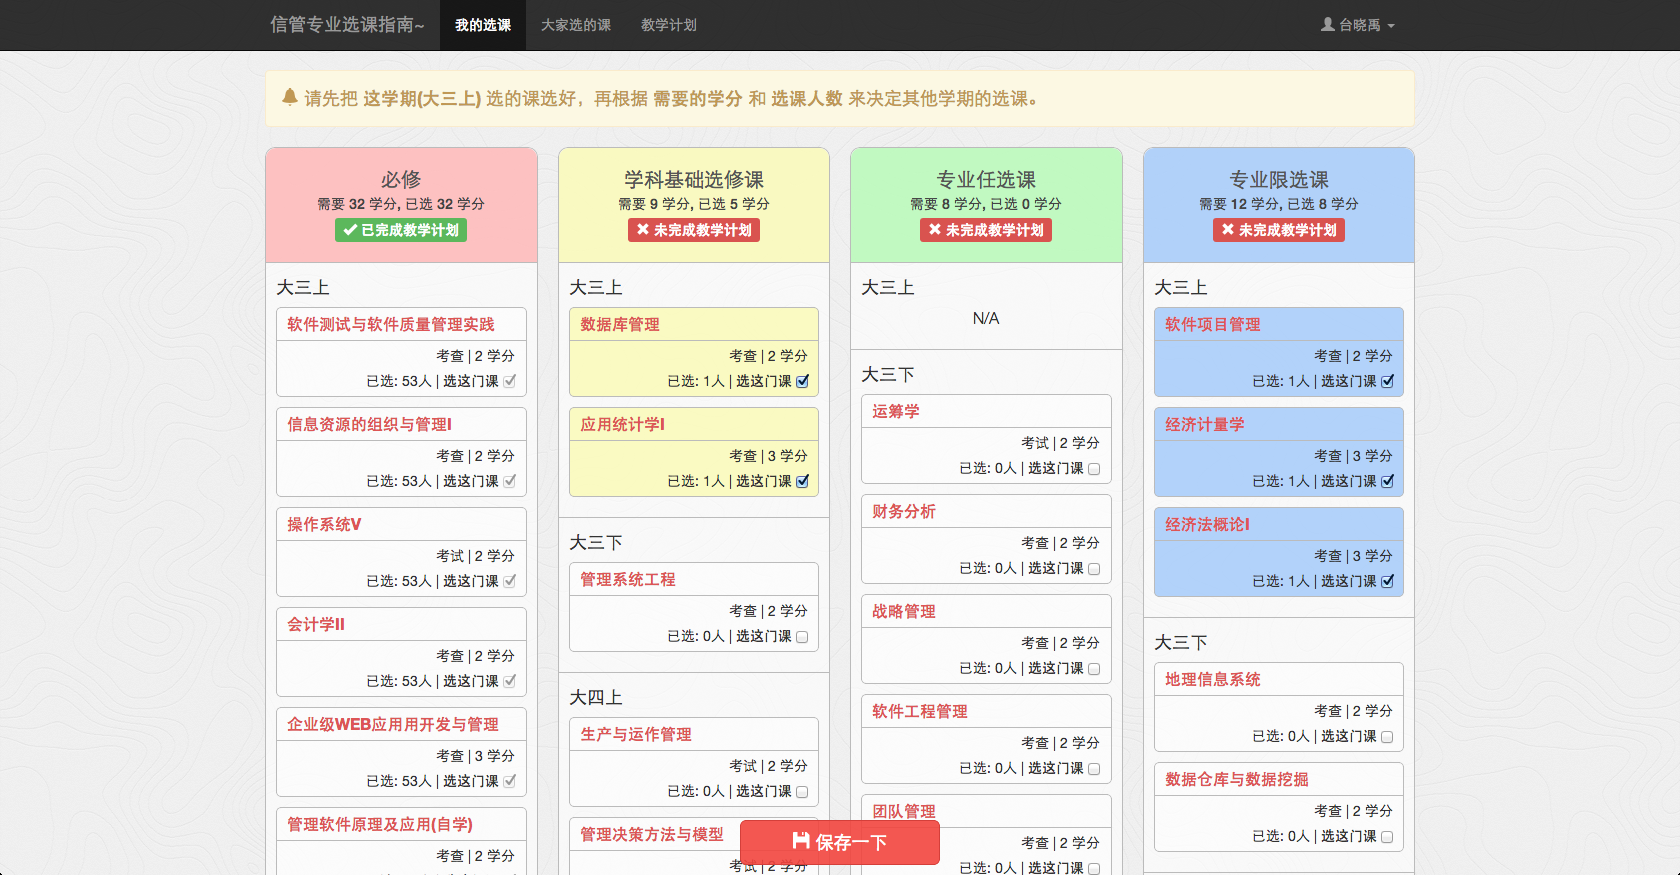 信管专业选课指南~ 我的选课 大家选的课 教学计划 台晓禹
请先把 这学期(大三上) 选的课选好，再根据 需要的学分 和 选课人数 来决定其他学期的选课。
必修
需要 32 学分, 已选 32 学分
已完成教学计划
大三上
软件测试与软件质量管理实践
考查 | 2 学分
已选: 53人 | 选这门课
信息资源的组织与管理I
考查 | 2 学分
已选: 53人 | 选这门课
操作系统V
考试 | 2 学分
已选: 53人 | 选这门课
会计学II
考查 | 2 学分
已选: 53人 | 选这门课
企业级WEB应用用开发与管理
考查 | 3 学分
已选: 53人 | 选这门课
管理软件原理及应用(自学)
考查 | 2 学分
学科基础选修课
需要 9 学分, 已选 5 学分
未完成教学计划
大三上
数据库管理
考查 | 2 学分
已选: 1人 | 选这门课
应用统计学I
考查 | 3 学分
已选: 1人 | 选这门课
大三下
管理系统工程
考查 | 2 学分
已选: 0人 | 选这门课
大四上
生产与运作管理
考试 | 2 学分
已选: 0人 | 选这门课
管理决策方法与模型
考试 | 2 学分
专业任选课
需要 8 学分, 已选 0 学分
未完成教学计划
大三上
N/A
大三下
运筹学
考试 | 2 学分
已选: 0人 | 选这门课
财务分析
考查 | 2 学分
已选: 0人 | 选这门课
战略管理
考查 | 2 学分
已选: 0人 | 选这门课
软件工程管理
考查 | 2 学分
已选: 0人 | 选这门课
团队管理
考查 | 2 学分
已选: 0人 | 选这门课
专业限选课
需要 12 学分, 已选 8 学分
未完成教学计划
大三上
软件项目管理
考查 | 2 学分
已选: 1人 | 选这门课
经济计量学
考查 | 3 学分
已选: 1人 | 选这门课
经济法概论I
考查 | 3 学分
已选: 1人 | 选这门课
大三下
地理信息系统
考查 | 2 学分
已选: 0人 | 选这门课
数据仓库与数据挖掘
考查 | 2 学分
已选: 0人 | 选这门课
保存一下